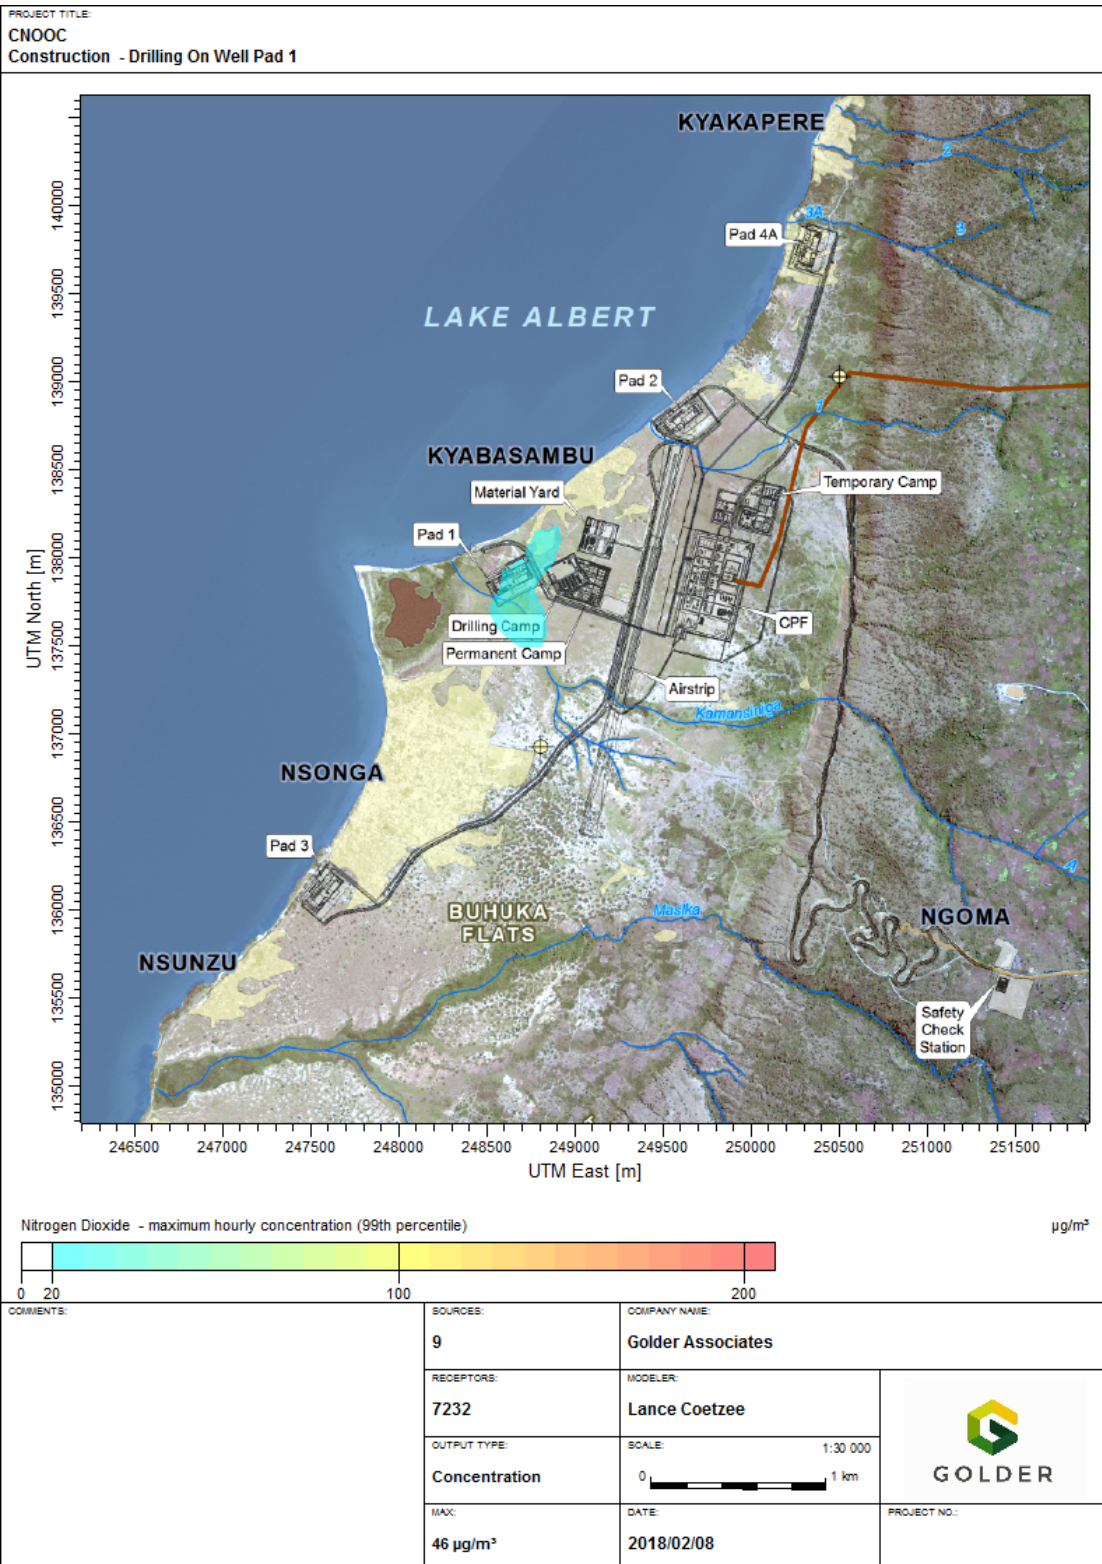 PROJECT TITLE:
CNOOC
Construction - Drilling On Well Pad 1
KYAKAPERE
2
3A
3
Pad 4A
LAKE ALBERT
Pad 2
1
KYABASAMBU
Temporary Camp
Material Yard
Pad 1
CPF
Drilling Camp
Permanent Camp
Airstrip
Kamansinuga
NSONGA
Pad 3
A
BUHUKA
FLATS
Masika
NGOMA
NSUNZU
Safety
Check
Station
UTM North [m]
140000
139500
139000
138500
138000
137500
137000
136500
136000
135500
135000
246500 247000 247500 248000 248500 249000 249500 250000 250500 251000 251500
UTM East [m]
Nitrogen Dioxide - maximum hourly concentration (99th percentile) µg/m³
0 20 100 200
COMMENTS:
SOURCES:
9
COMPANY NAME:
Golder Associates
RECEPTORS:
7232
MODELER:
Lance Coetzee
OUTPUT TYPE:
Concentration
SCALE: 1:30 000
0 1 km
GOLDER
MAX:
46 µg/m³
DATE:
2018/02/08
PROJECT NO.: